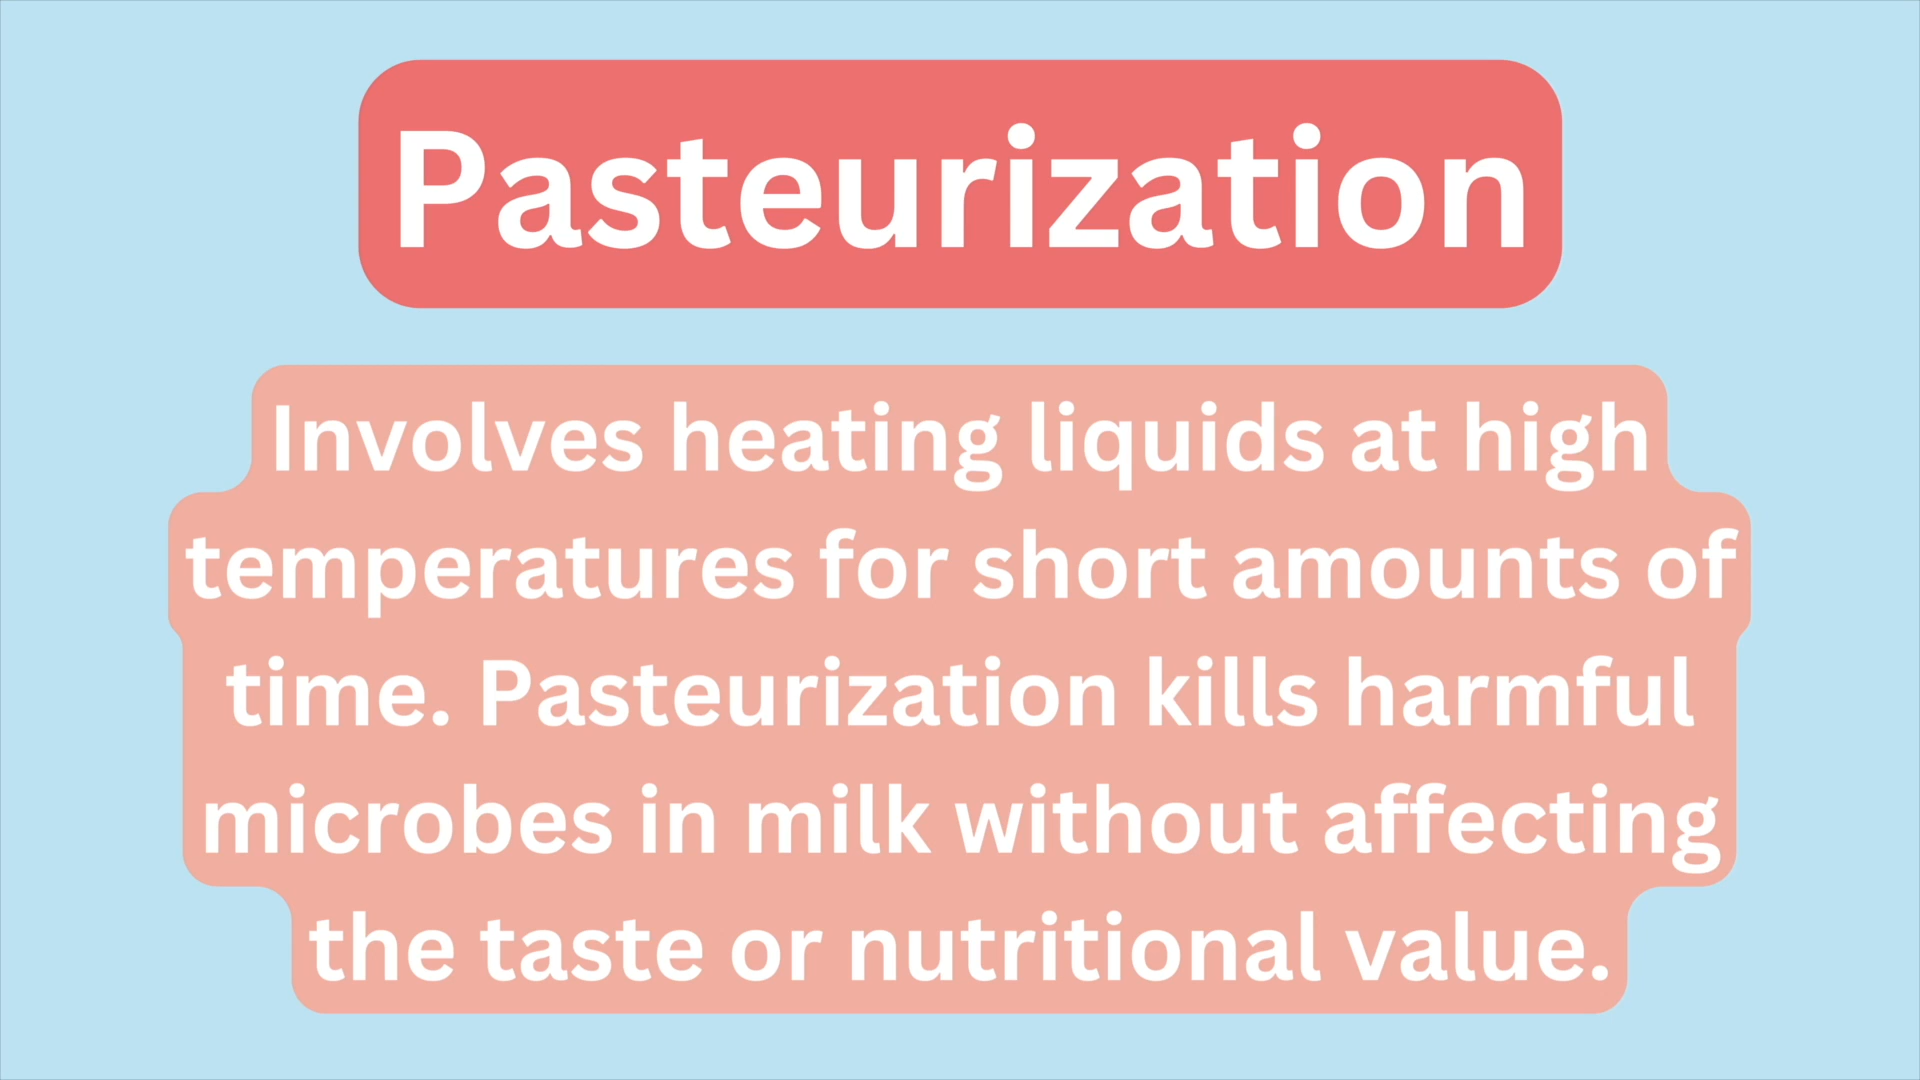 Pasteurization
Involves heating liquids at high
temperatures for short amounts of
time. Pasteurization kills harmful
microbes in milk without affecting
the taste or nutritional value.